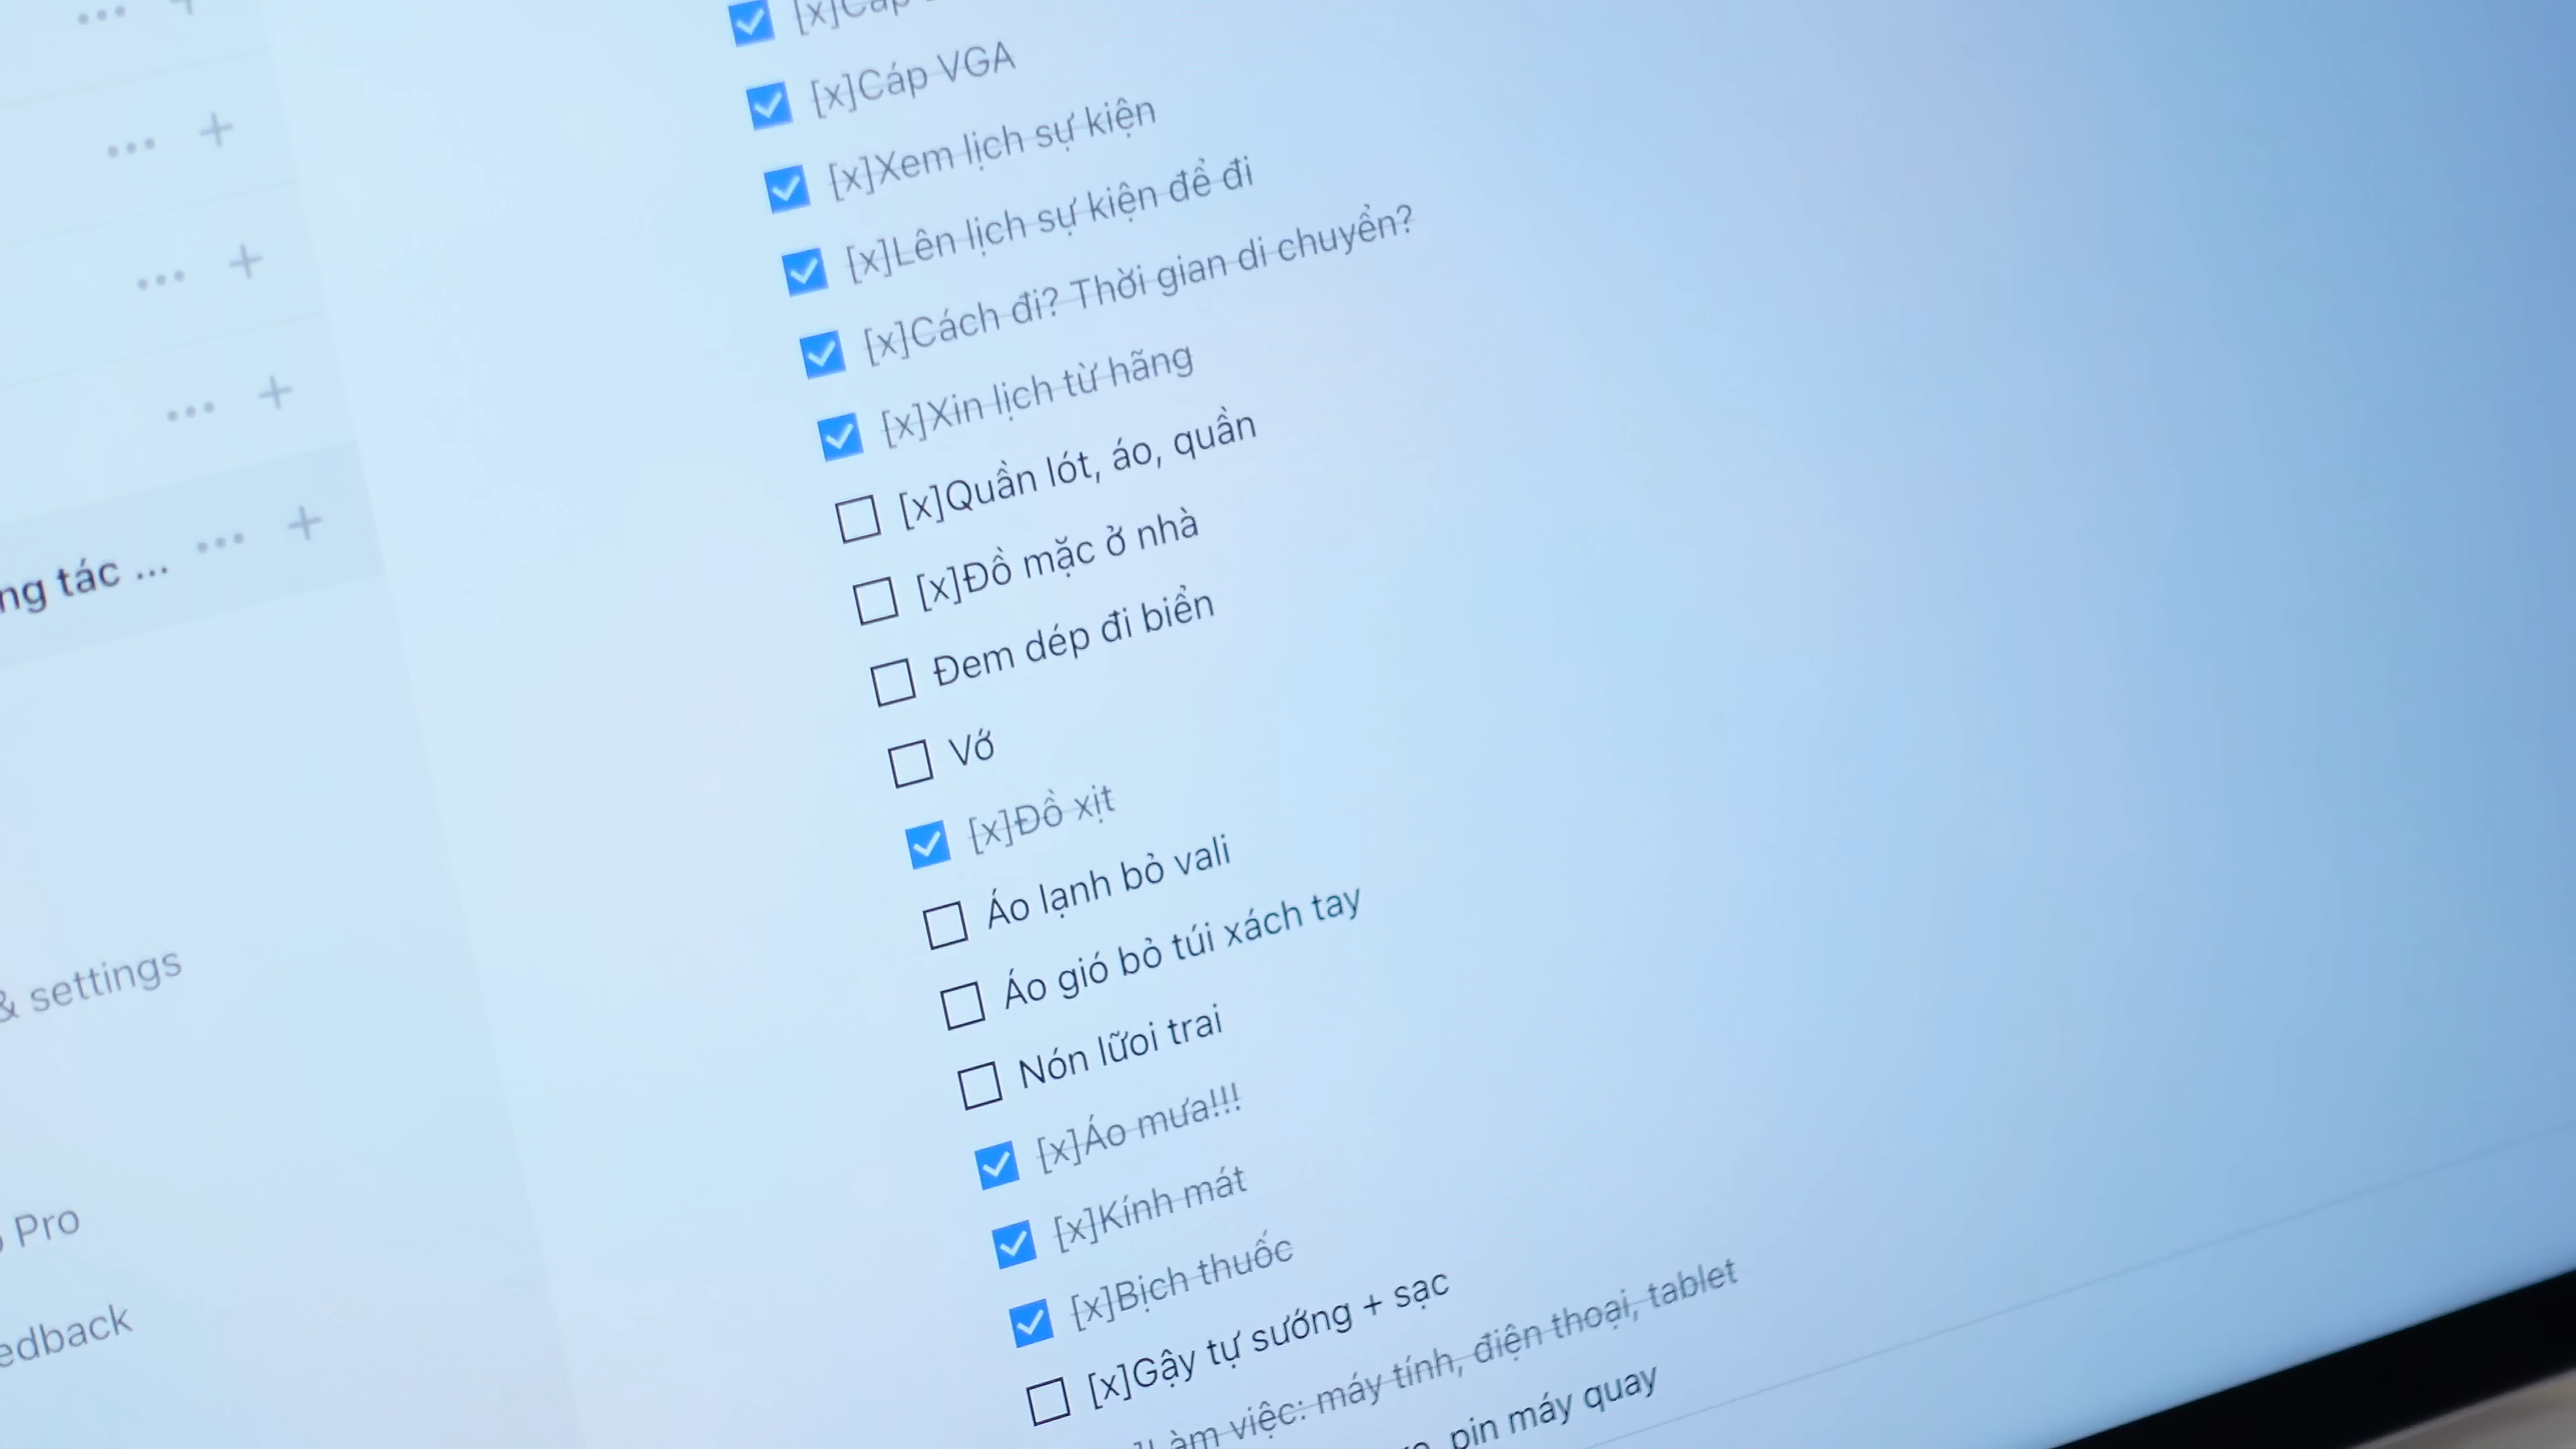 [x]Cáp
[x]Cáp VGA
[x]Xem lịch sự kiện
[x]Lên lịch sự kiện để đi
[x]Cách đi? Thời gian di chuyển?
[x]Xin lịch từ hãng
[x]Quần lót, áo, quần
[x]Đồ mặc ở nhà
Đem dép đi biển
Vớ
[x]Đồ xịt
Áo lạnh bỏ vali
Áo gió bỏ túi xách tay
Nón lữoi trai
[x]Áo mưa!!!
[x]Kính mát
[x]Bịch thuốc
[x]Gậy tự sướng + sạc
việc: máy tính, điện thoại, tablet
pin máy quay
tác ...
& settings
Pro